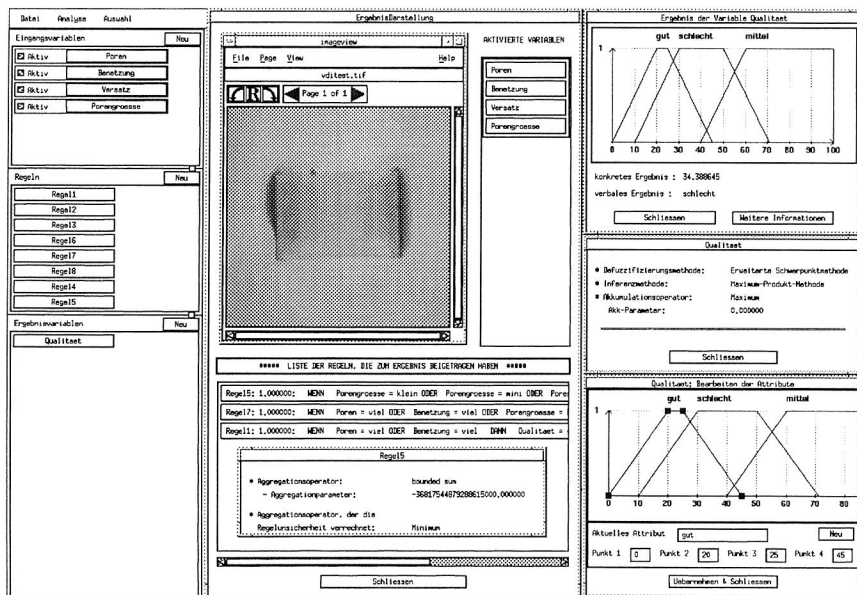 Datei Analyse Auswahl
Eingangsvariablen Neu
Aktiv Poren
Aktiv Benetzung
Aktiv Versatz
Aktiv Porengroesse
Regeln Neu
Regel1
Regel2
Regel3
Regel6
Regel7
Regel8
Regel4
Regel5
Ergebnisvariablen Neu
Qualitaet
ErgebnisDarstellung
imageview
File Page View Help
vditest.tif
R Page 1 of 1
AKTIVIERTE VARIABLEN
Poren
Benetzung
Versatz
Porengroesse
***** LISTE DER REGELN, DIE ZUM ERGEBNIS BEIGETRAGEN HABEN *****
Regel5: 1.000000: WENN Porengroesse = klein ODER Porengroesse = mini ODER Pore
Regel7: 1.000000: WENN Poren = viel ODER Benetzung = viel ODER Porengroesse =
Regel1: 1.000000: WENN Poren = viel ODER Benetzung = viel DANN Qualitaet =
Regel5
Aggregationsoperator: bounded sum
- Aggregationparameter: -36817544879288615000.000000
Aggregationsoperator, der die
Regelunsicherheit verrechnet: Minimum
Schliessen
Ergebnis der Variable Qualitaet
gut schlecht mittel
1
0 10 20 30 40 50 60 70 80 90 100
konkretes Ergebnis : 34.388645
verbales Ergebnis : schlecht
Schliessen Weitere Informationen
Qualitaet
Defuzzifizierungsmethode: Erweiterte Schwerpunktmethode
Inferenzmethode: Maximum-Produkt-Methode
Akkumulationsoperator: Maximum
Akk-Parameter: 0.000000
Schliessen
Qualitaet: Bearbeiten der Attribute
gut schlecht mittel
1
0 10 20 30 40 50 60 70 80
Aktuelles Attribut gut Neu
Punkt 1 0 Punkt 2 20 Punkt 3 25 Punkt 4 45
Uebernehmen & Schliessen